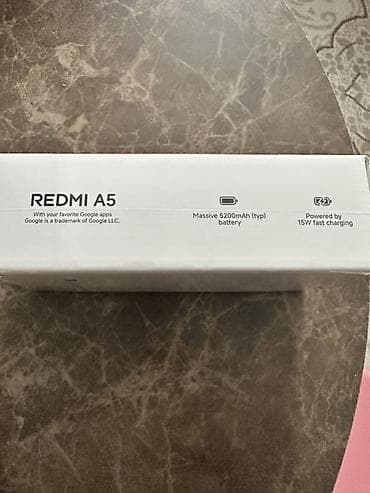 REDMI A5
With your favorite Google apps
Google is a trademark of Google LLC.
Massive 5200mAh (typ)
battery
Powered by
15W fast charging